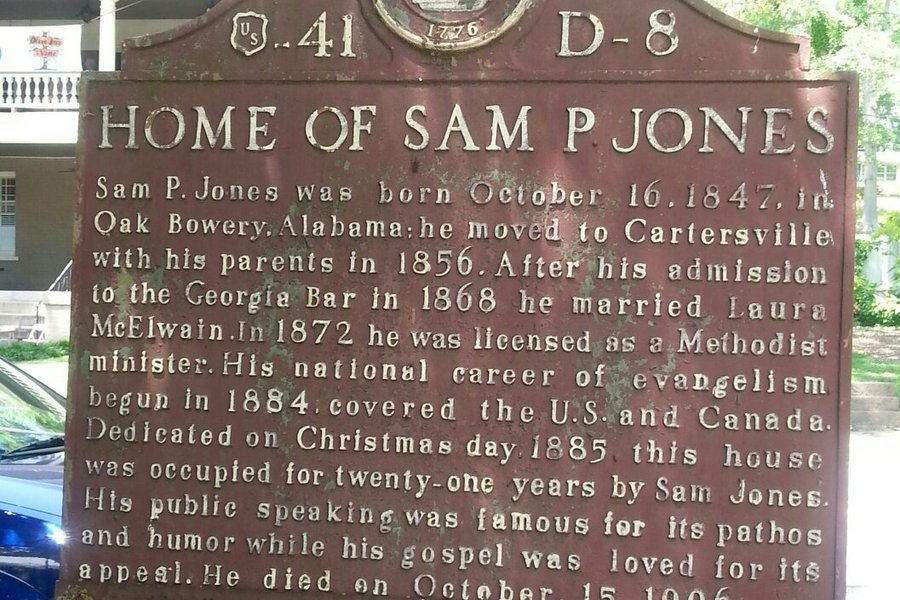 US ..41 1776 D-8
HOME OF SAM P JONES
Sam P. Jones was born October 16, 1847, in
Oak Bowery, Alabama; he moved to Cartersville
with his parents in 1856. After his admission
to the Georgia Bar in 1868 he married Laura
McElwain. In 1872 he was licensed as a Methodist
minister. His national career of evangelism
begun in 1884, covered the U.S. and Canada.
Dedicated on Christmas day, 1885, this house
was occupied for twenty-one years by Sam Jones.
His public speaking was famous for its pathos
and humor while his gospel was loved for its
appeal. He died on October 15, 1906